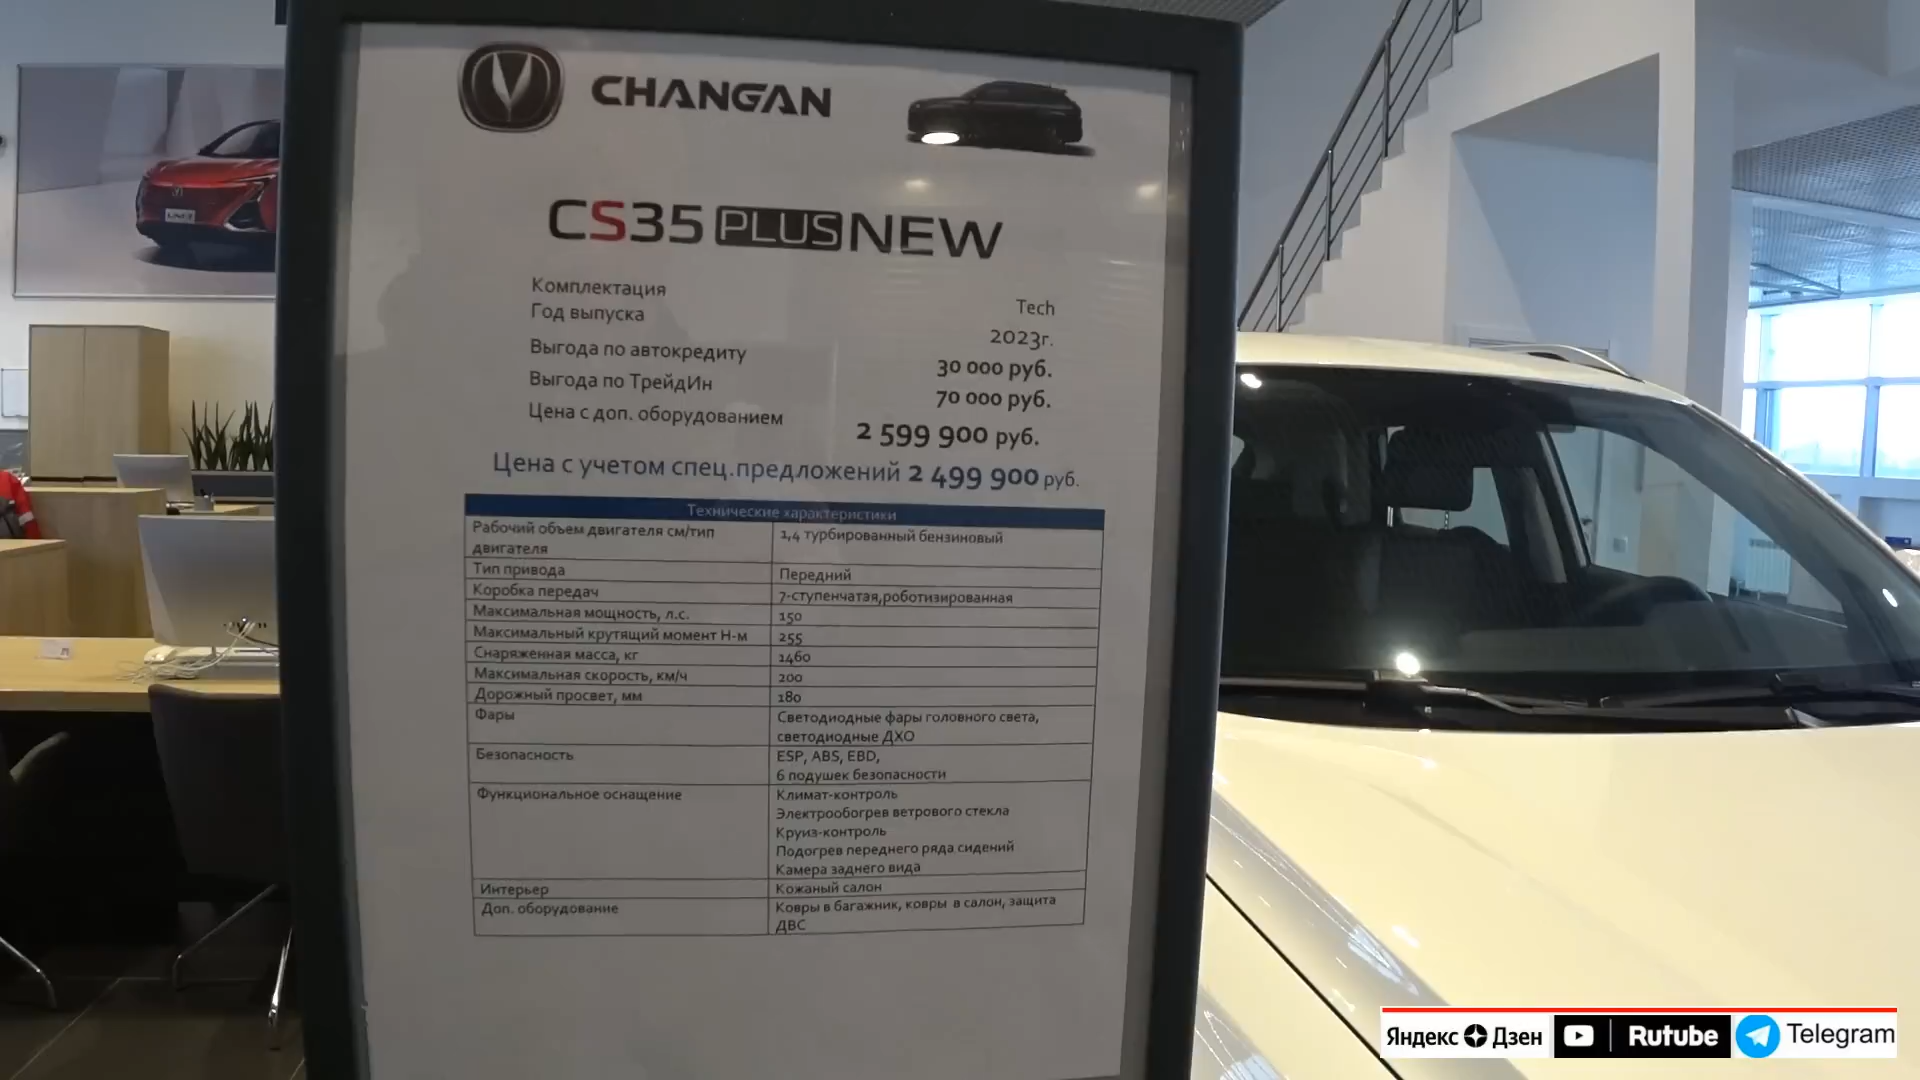 CHANGAN
CS35 PLUS NEW
Комплектация Tech
Год выпуска 2023г.
Выгода по автокредиту 30 000 руб.
Выгода по ТрейдИн 70 000 руб.
Цена с доп. оборудованием 2 599 900 руб.
Цена с учетом спец.предложений 2 499 900 руб.
Технические характеристики
Рабочий объем двигателя см/тип
двигателя
1,4 турбированный бензиновый
Тип привода Передний
Коробка передач 7-ступенчатая,роботизированная
Максимальная мощность, л.с. 150
Максимальный крутящий момент Н-м 255
Снаряженная масса, кг 1460
Максимальная скорость, км/ч 200
Дорожный просвет, мм 180
Фары
Светодиодные фары головного света,
светодиодные ДХО
Безопасность
ESP, ABS, EBD,
6 подушек безопасности
Функциональное оснащение
Климат-контроль
Электрообогрев ветрового стекла
Круиз-контроль
Подогрев переднего ряда сидений
Камера заднего вида
Интерьер Кожаный салон
Доп. оборудование
Ковры в багажник, ковры в салон, защита
ДВС
Яндекс Дзен Rutube Telegram